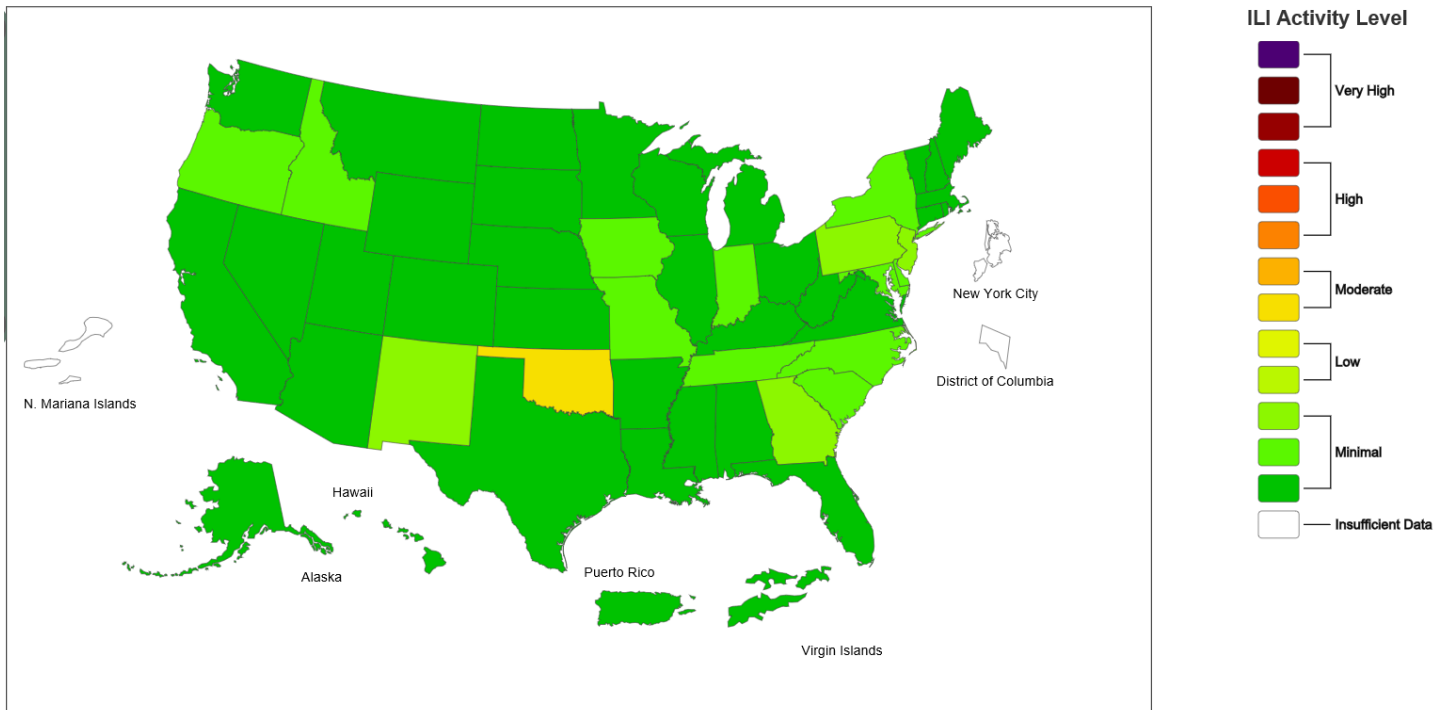 ILI Activity Level
Very High
High
Moderate
Low
Minimal
Insufficient Data
New York City
District of Columbia
N. Mariana Islands
Hawaii
Alaska
Puerto Rico
Virgin Islands